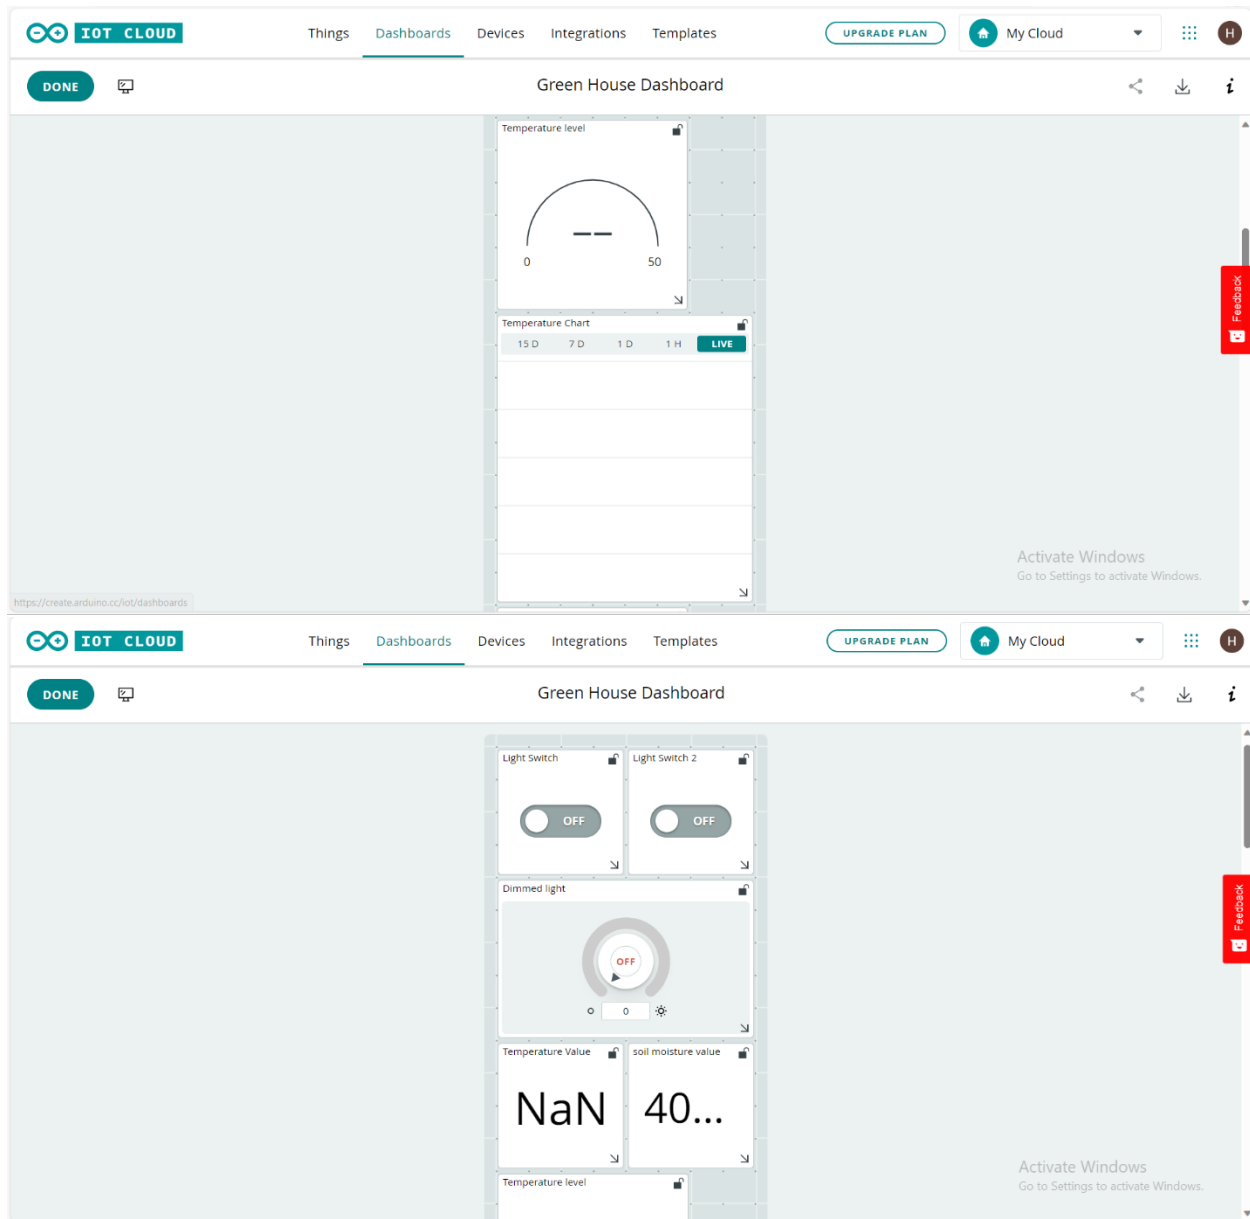 IOT CLOUD
Things Dashboards Devices Integrations Templates
UPGRADE PLAN
My Cloud
H
DONE
Green House Dashboard
i
Temperature level
--
0 50
Temperature Chart
15 D 7 D 1 D 1 H LIVE
Feedback
Activate Windows
Go to Settings to activate Windows.
https://create.arduino.cc/iot/dashboards
IOT CLOUD
Things Dashboards Devices Integrations Templates
UPGRADE PLAN
My Cloud
H
DONE
Green House Dashboard
i
Light Switch
OFF
Light Switch 2
OFF
Dimmed light
OFF
0
Feedback
Temperature Value
NaN
soil moisture value
40...
Temperature level
Activate Windows
Go to Settings to activate Windows.